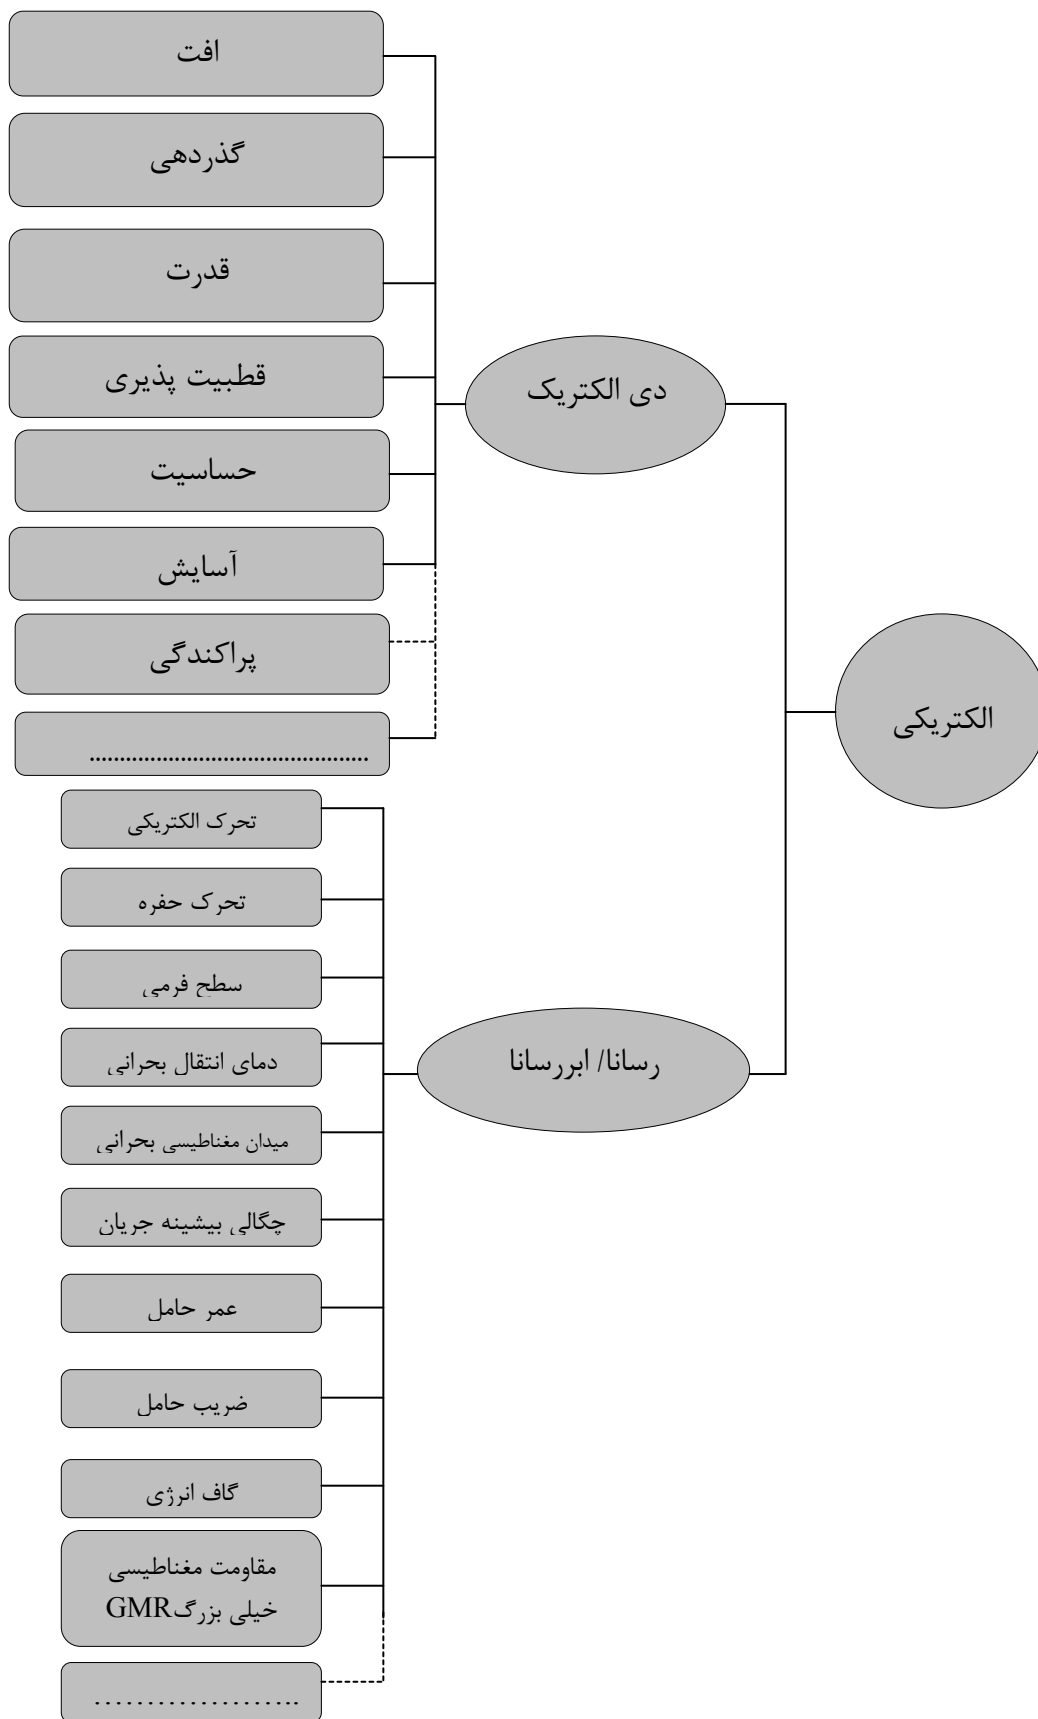 افت
گذردهی
قدرت
قطبیت پذیری
دی الکتریک
حساسیت
آسایش
پراکندگی
الکتریکی
..............................................
تحرک الکتریکی
تحرک حفره
سطح فرمی
رسانا/ ابررسانا
دمای انتقال بحرانی
میدان مغناطیسی بحرانی
چگالی بیشینه جریان
عمر حامل
ضریب حامل
گاف انرژی
مقاومت مغناطیسی
خیلی بزرگGMR
....................